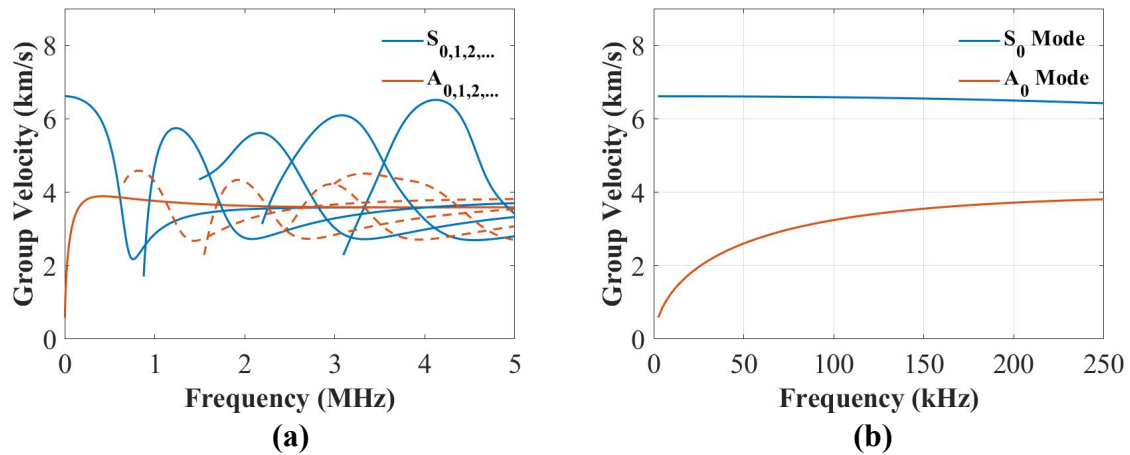 8
6
4
2
0
Group Velocity (km/s)
S0,1,2,...
A0,1,2,...
0 1 2 3 4 5
Frequency (MHz)
(a)
8
6
4
2
0
Group Velocity (km/s)
S0 Mode
A0 Mode
0 50 100 150 200 250
Frequency (kHz)
(b)